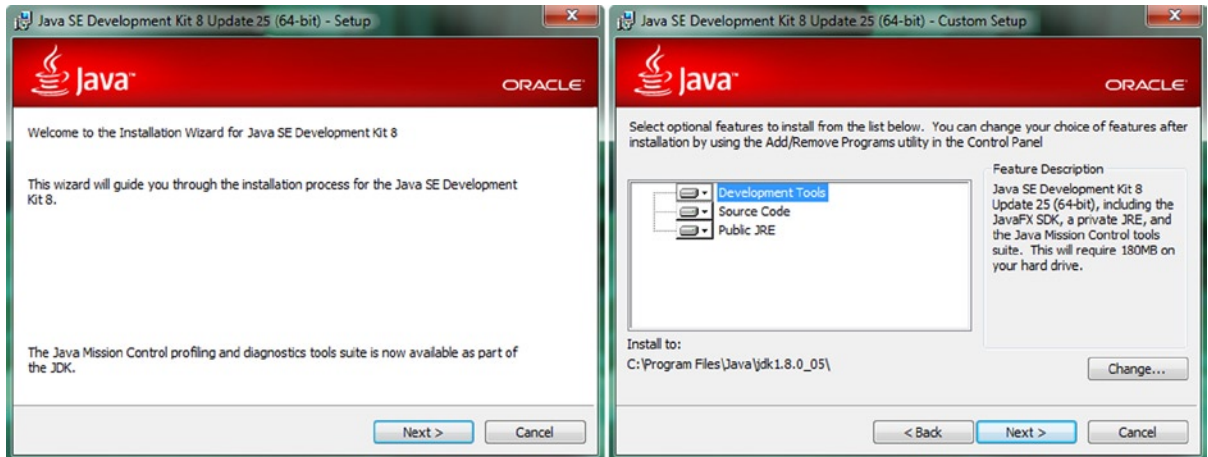 Java SE Development Kit 8 Update 25 (64-bit) - Setup
Java™
ORACLE®
Welcome to the Installation Wizard for Java SE Development Kit 8
This wizard will guide you through the installation process for the Java SE Development
Kit 8.
The Java Mission Control profiling and diagnostics tools suite is now available as part of
the JDK.
Next >
Cancel
Java SE Development Kit 8 Update 25 (64-bit) - Custom Setup
Java™
ORACLE®
Select optional features to install from the list below. You can change your choice of features after
installation by using the Add/Remove Programs utility in the Control Panel
Development Tools
Source Code
Public JRE
Feature Description
Java SE Development Kit 8
Update 25 (64-bit), including the
JavaFX SDK, a private JRE, and
the Java Mission Control tools
suite. This will require 180MB on
your hard drive.
Install to:
C:\Program Files\Java\jdk1.8.0_05\
Change...
< Back
Next >
Cancel